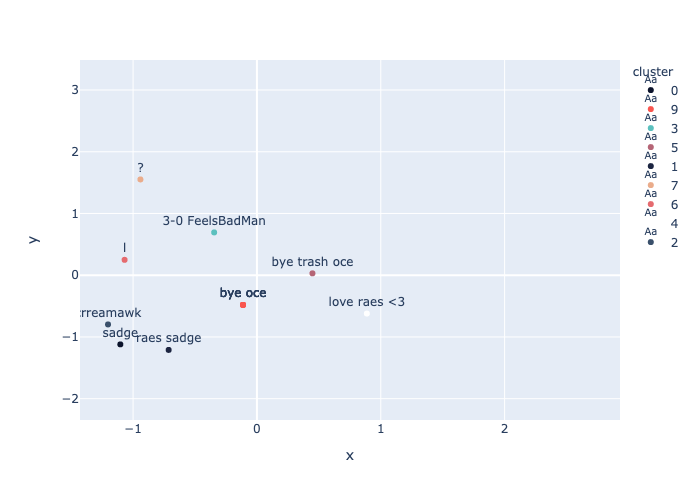 cluster
Aa 0
Aa 9
Aa 3
Aa 5
Aa 1
Aa 7
Aa 6
Aa 4
Aa 2
3
2
1
0
−1
−2
y
?
3-0 FeelsBadMan
bye trash oce
bye oce
love raes <3
sadge
raes sadge
−1
0
1
2
x